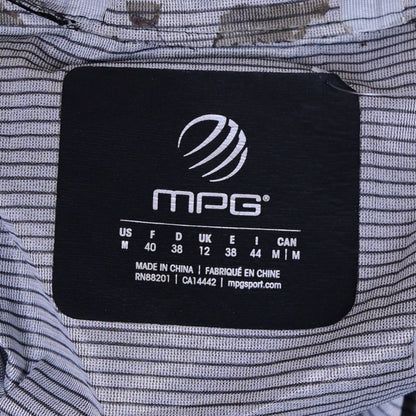 MPG®
US F D UK E I CAN
M 40 38 12 38 44 M | M
MADE IN CHINA | FABRIQUÉ EN CHINE
RN88201 | CA14442 | mpgsport.com